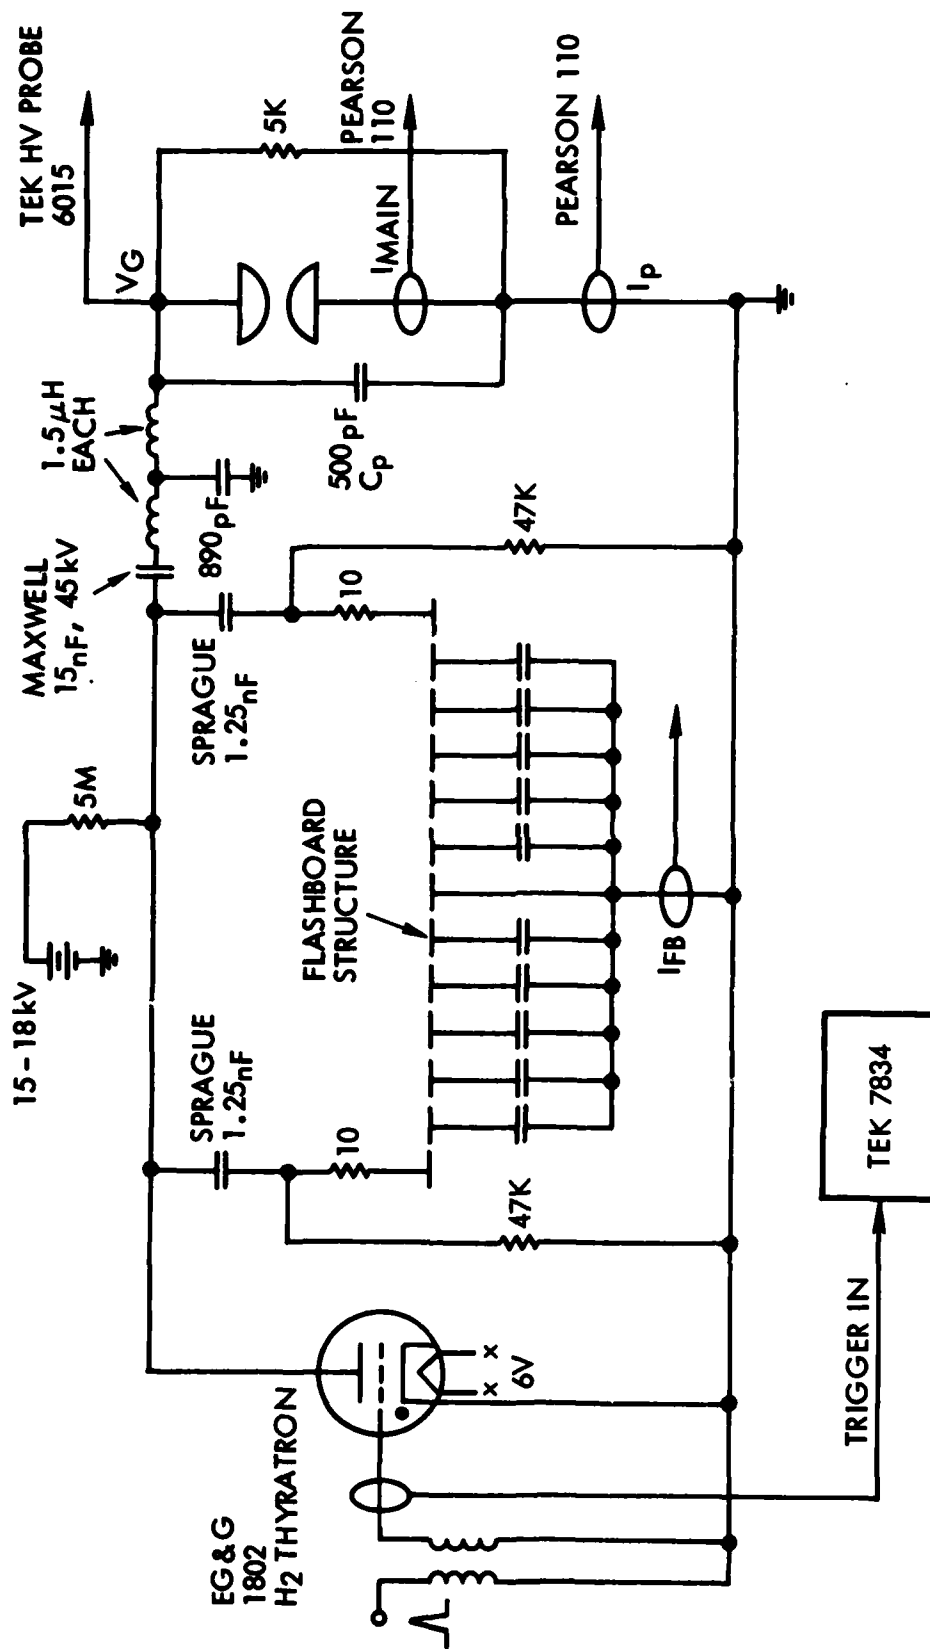 15-18kV
5M
MAXWELL
15nF, 45kV
1.5μH
EACH
TEK HV PROBE
6015
VG
5K
890pF
SPRAGUE
1.25nF
SPRAGUE
1.25nF
10
10
47K
47K
500pF
Cp
IMAIN
PEARSON
110
PEARSON 110
Ip
FLASHBOARD
STRUCTURE
IFB
EG&G
1802
H2 THYRATRON
x x
6V
TRIGGER IN
TEK 7834